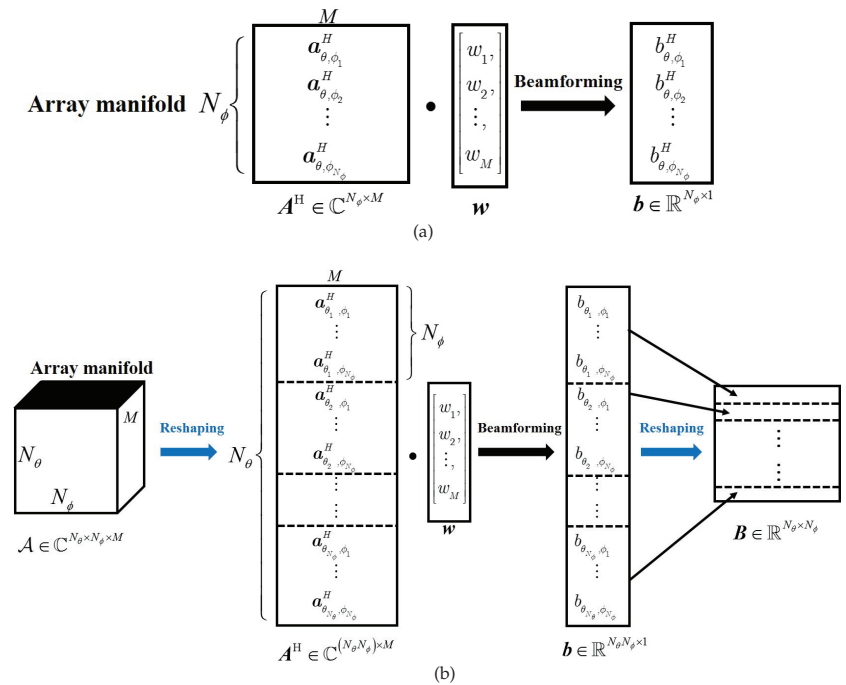 M
Array manifold N_ϕ
a^H_{θ,ϕ_1}
a^H_{θ,ϕ_2}
⋮
a^H_{θ,ϕ_{N_ϕ}}
A^H ∈ ℂ^{N_ϕ×M}
•
[w_1,
w_2,
⋮,
w_M]
w
Beamforming
b^H_{θ,ϕ_1}
b^H_{θ,ϕ_2}
⋮
b^H_{θ,ϕ_{N_ϕ}}
b ∈ ℝ^{N_ϕ×1}
(a)
Array manifold
M
N_θ
N_ϕ
𝒜 ∈ ℂ^{N_θ×N_ϕ×M}
Reshaping
N_θ
M
a^H_{θ_1,ϕ_1}
⋮
a^H_{θ_1,ϕ_{N_ϕ}}
N_ϕ
a^H_{θ_2,ϕ_1}
⋮
a^H_{θ_2,ϕ_{N_ϕ}}
⋮
⋮
a^H_{θ_{N_ϕ},ϕ_1}
⋮
a^H_{θ_{N_θ},ϕ_{N_ϕ}}
A^H ∈ ℂ^{(N_θN_ϕ)×M}
•
[w_1,
w_2,
⋮,
w_M]
w
Beamforming
b_{θ_1,ϕ_1}
⋮
b_{θ_1,ϕ_{N_ϕ}}
b_{θ_2,ϕ_1}
⋮
b_{θ_2,ϕ_{N_ϕ}}
⋮
⋮
b_{θ_{N_ϕ},ϕ_1}
⋮
b_{θ_{N_θ},ϕ_{N_ϕ}}
b ∈ ℝ^{N_θN_ϕ×1}
Reshaping
⋮
⋮
B ∈ ℝ^{N_θ×N_ϕ}
(b)